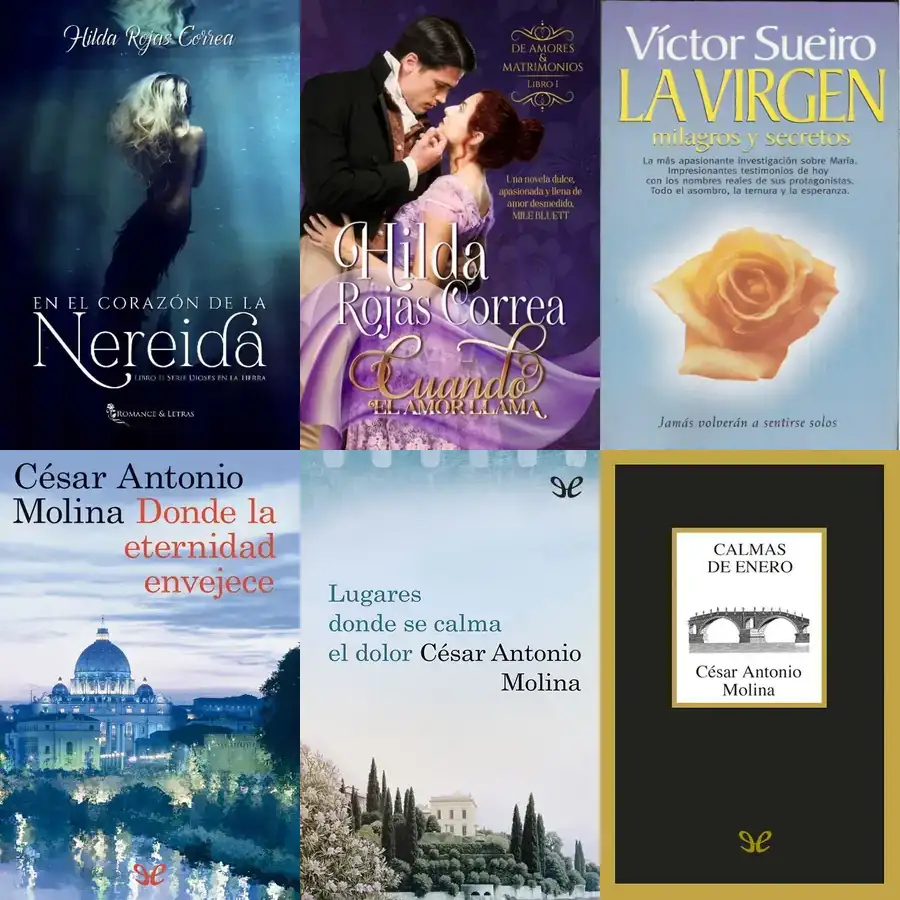 Hilda Rojas Correa
EN EL CORAZÓN DE LA
Nereida
LIBRO II SERIE DIOSES EN LA TIERRA
ROMANCE & LETRAS
DE AMORES
&
MATRIMONIOS
LIBRO I
Una novela dulce,
apasionada y llena de
amor desmedido.
MILE BLUETT
Hilda
Rojas Correa
Cuando
EL AMOR LLAMA
Víctor Sueiro
LA VIRGEN
milagros y secretos
La más apasionante investigación sobre María.
Impresionantes testimonios de hoy
con los nombres reales de sus protagonistas.
Todo el asombro, la ternura y la esperanza.
Jamás volverán a sentirse solos
César Antonio
Molina Donde la
eternidad
envejece
Lugares
donde se calma
el dolor César Antonio
Molina
CALMAS
DE ENERO
César Antonio
Molina